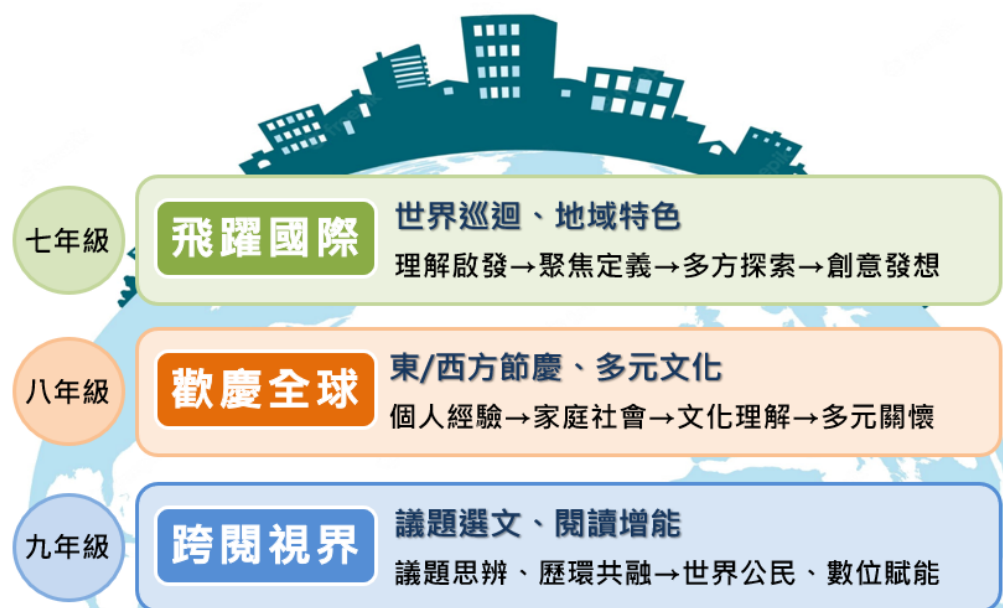 七年級
飛躍國際
世界巡迴、地域特色
理解啟發→聚焦定義→多方探索→創意發想
八年級
歡慶全球
東/西方節慶、多元文化
個人經驗→家庭社會→文化理解→多元關懷
九年級
跨閱視界
議題選文、閱讀增能
議題思辨、歷環共融→世界公民、數位賦能